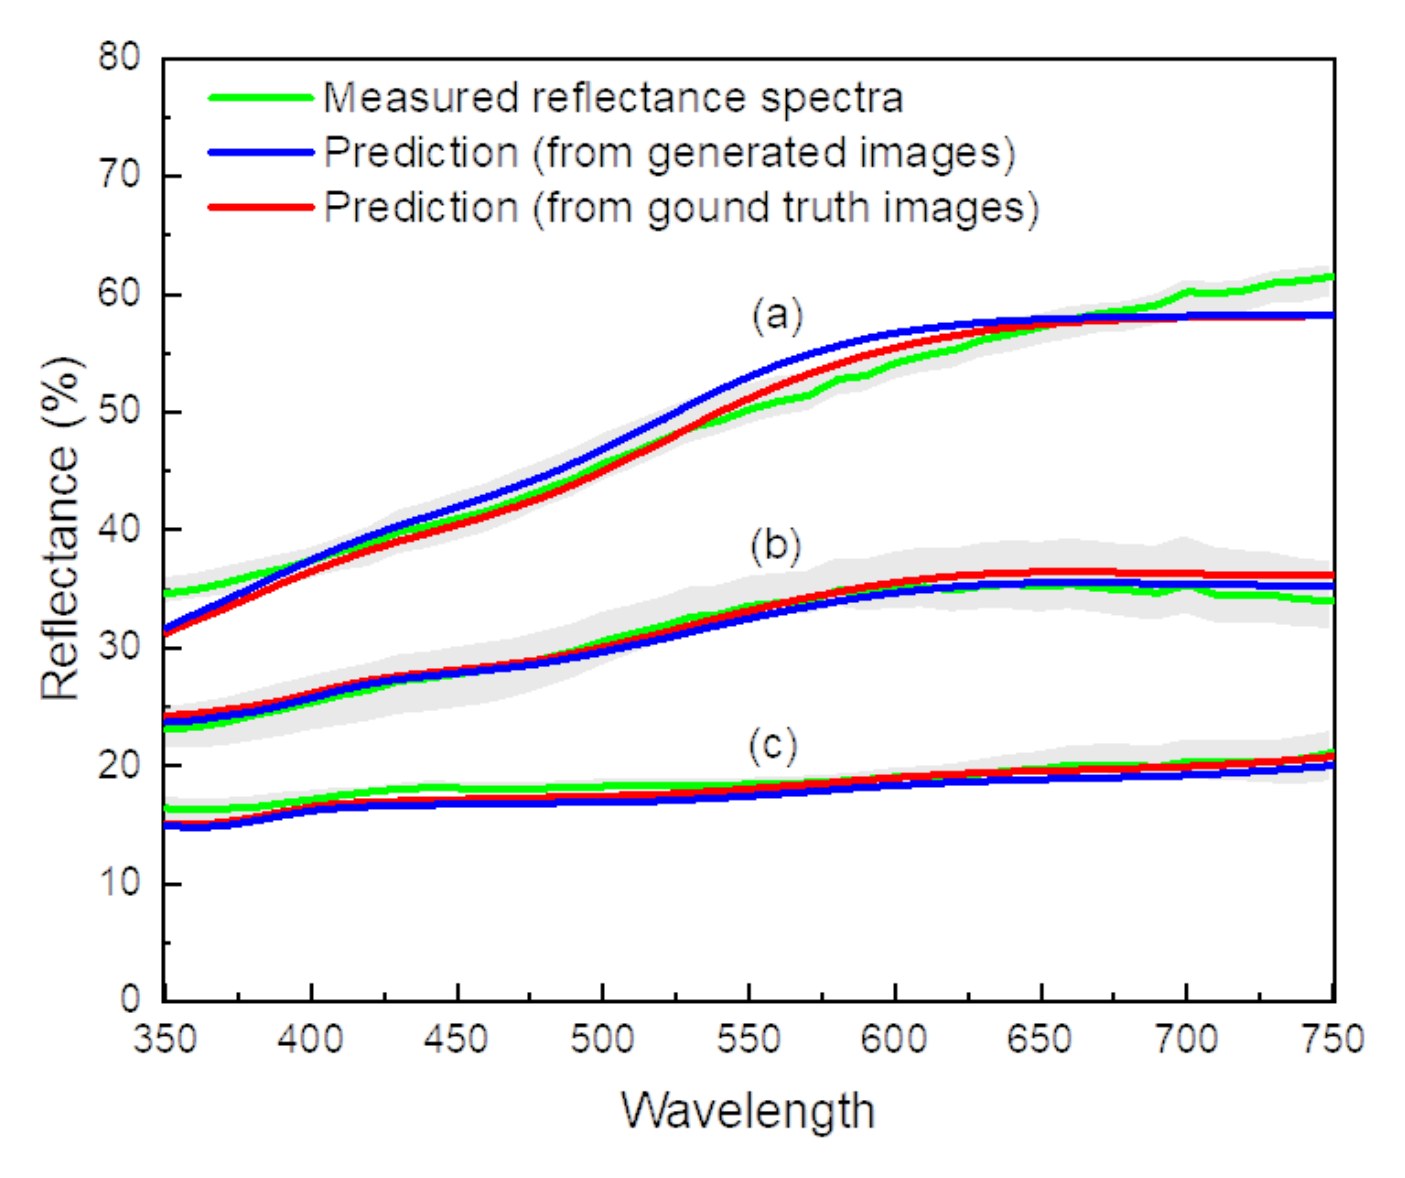 80
Measured reflectance spectra
Prediction (from generated images)
70
Prediction (from gound truth images)
60
(a)
50
Reflectance (%)
40
(b)
30
(c)
20
10
0
350 400 450 500 550 600 650 700 750
Wavelength